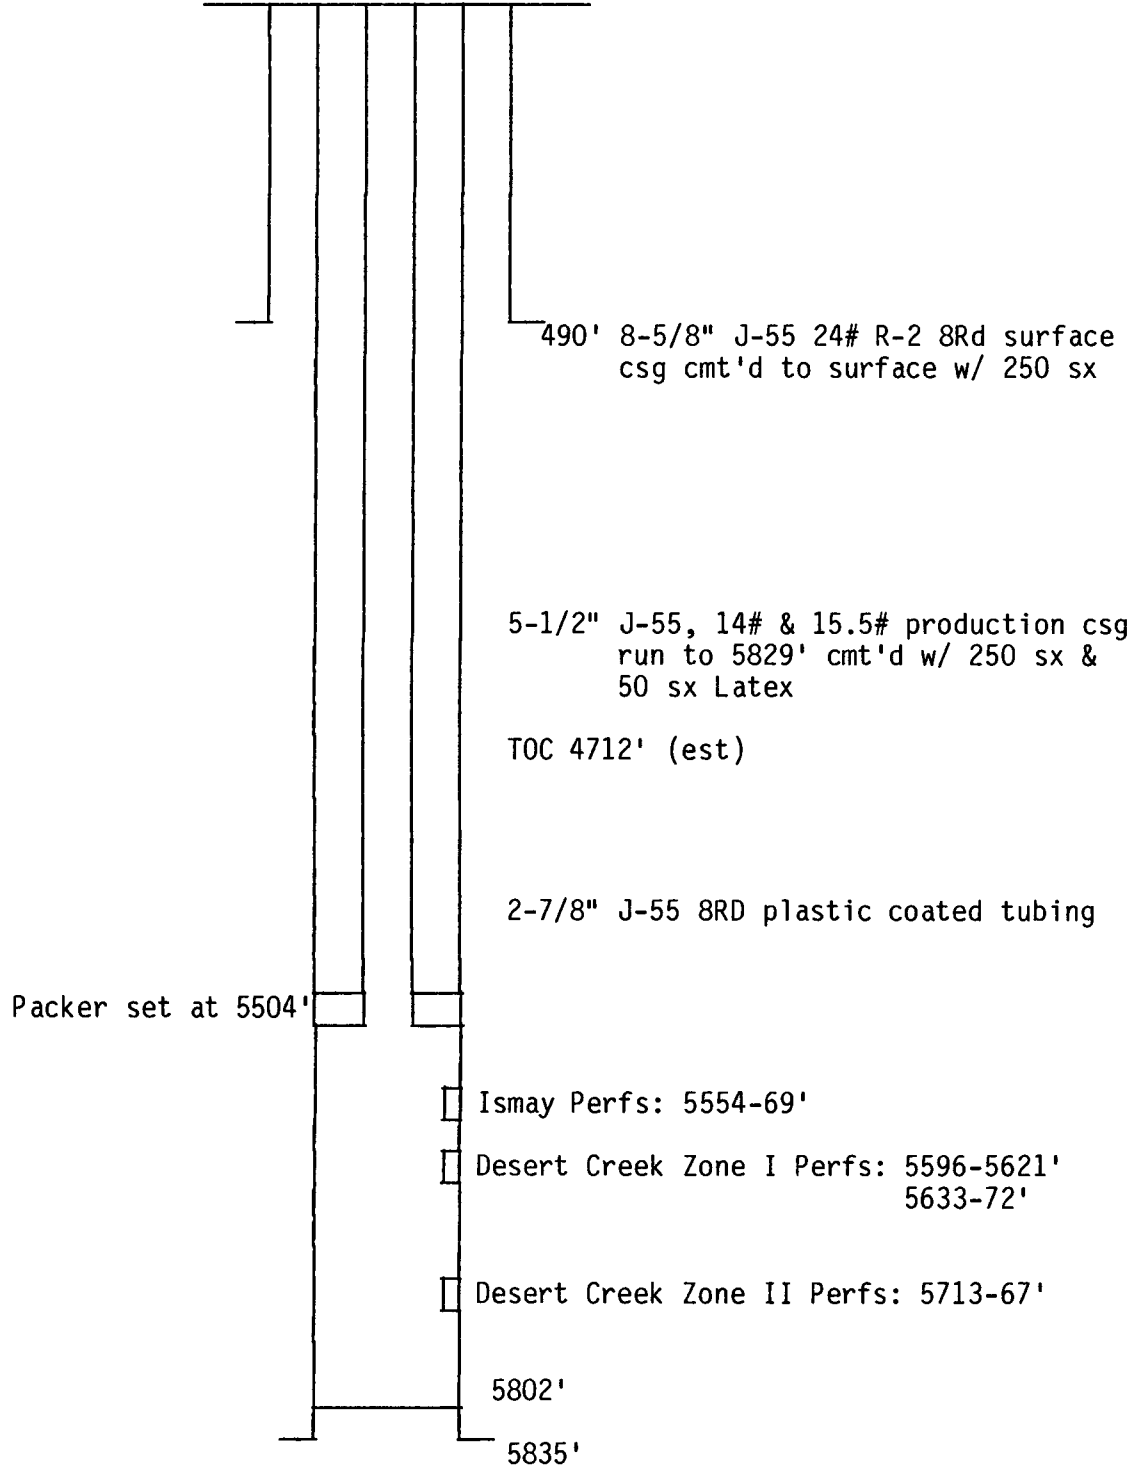 490' 8-5/8" J-55 24# R-2 8Rd surface
csg cmt'd to surface w/ 250 sx
5-1/2" J-55, 14# & 15.5# production csg
run to 5829' cmt'd w/ 250 sx &
50 sx Latex
TOC 4712' (est)
2-7/8" J-55 8RD plastic coated tubing
Packer set at 5504'
Ismay Perfs: 5554-69'
Desert Creek Zone I Perfs: 5596-5621'
5633-72'
Desert Creek Zone II Perfs: 5713-67'
5802'
5835'